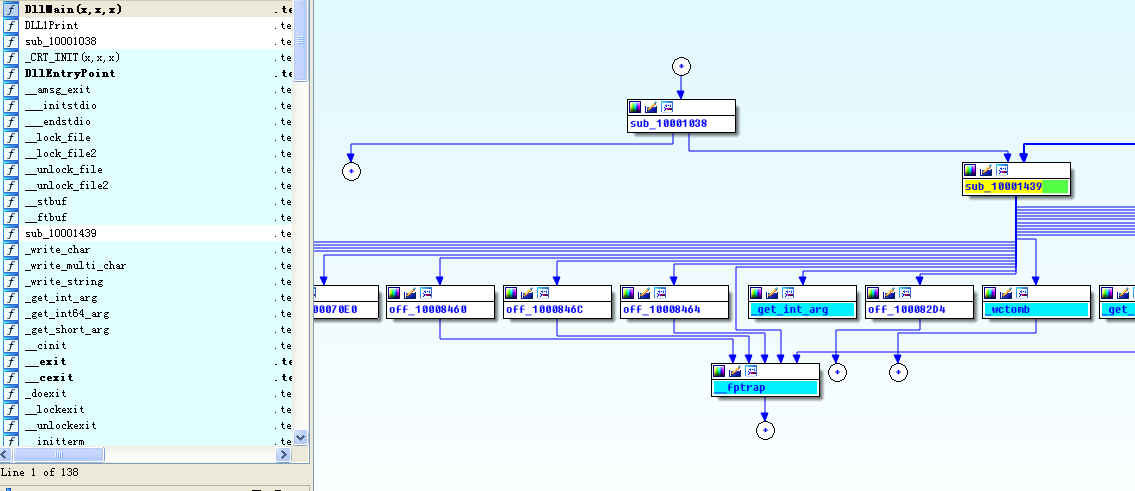 DllMain(x,x,x) .te
DLL1Print .te
sub_10001038 .te
_CRT_INIT(x,x,x) .te
DllEntryPoint .te
__amsg_exit .te
___initstdio .te
___endstdio .te
__lock_file .te
__lock_file2 .te
__unlock_file .te
__unlock_file2 .te
__stbuf .te
__ftbuf .te
sub_10001439 .te
_write_char .te
_write_multi_char .te
_write_string .te
_get_int_arg .te
_get_int64_arg .te
_get_short_arg .te
__cinit .te
__exit .te
__cexit .te
_doexit .te
__lockexit .te
__unlockexit .te
__initterm .te
Line 1 of 138
sub_10001038
sub_10001439
00070E0
off_10008460
off_1000846C
off_10008464
_get_int_arg
off_100082D4
_wctomb
_get_
__fptrap